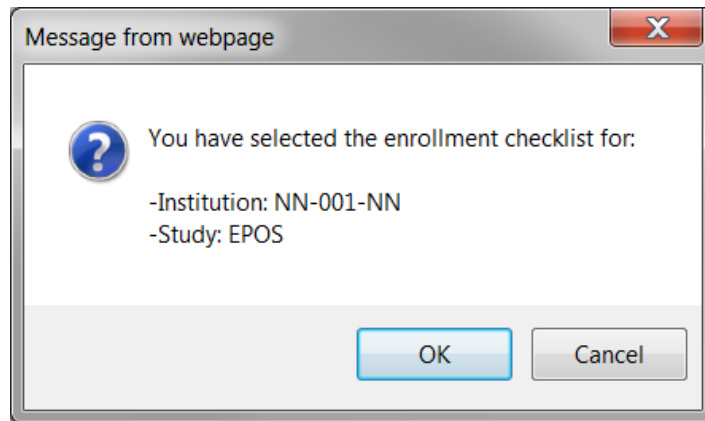 Message from webpage
X
You have selected the enrollment checklist for:
-Institution: NN-001-NN
-Study: EPOS
OK
Cancel